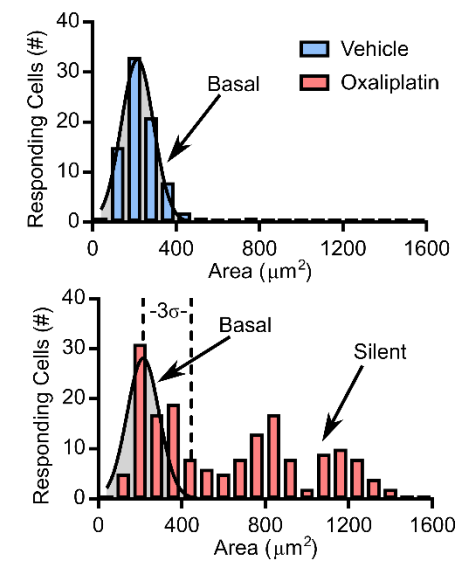 Responding Cells (#)
40
30
20
10
0
Vehicle
Oxaliplatin
Basal
0 400 800 1200 1600
Area (μm²)
Responding Cells (#)
40
30
20
10
0
-3σ-
Basal
Silent
0 400 800 1200 1600
Area (μm²)